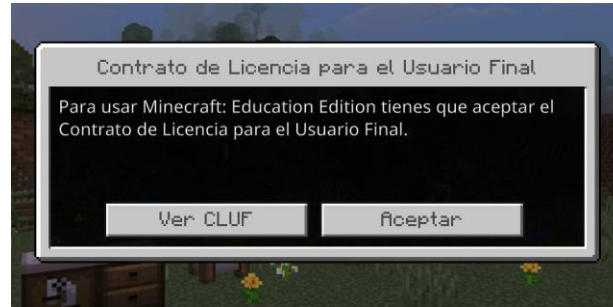 Contrato de Licencia para el Usuario Final
Para usar Minecraft: Education Edition tienes que aceptar el
Contrato de Licencia para el Usuario Final.
Ver CLUF
Aceptar